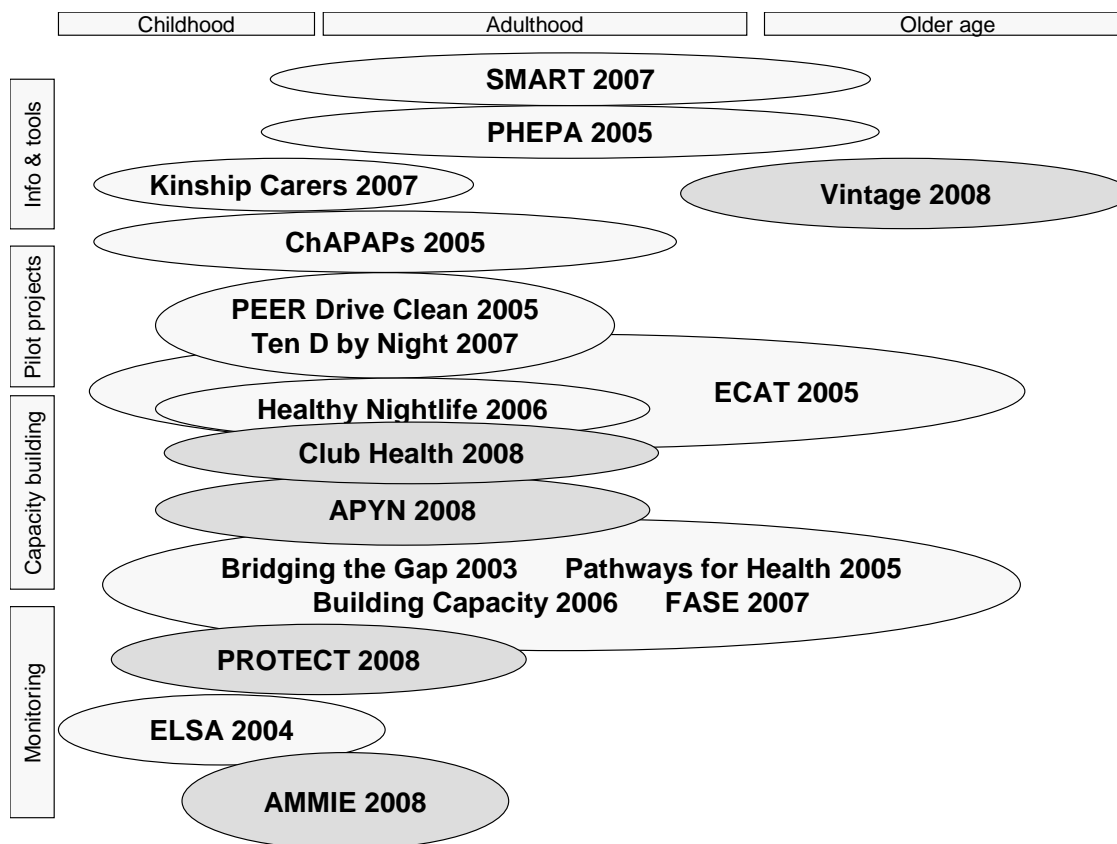 Childhood
Adulthood
Older age
Info & tools
Pilot projects
Capacity building
Monitoring
SMART 2007
PHEPA 2005
Kinship Carers 2007
Vintage 2008
ChAPAPs 2005
PEER Drive Clean 2005
Ten D by Night 2007
ECAT 2005
Healthy Nightlife 2006
Club Health 2008
APYN 2008
Bridging the Gap 2003 Pathways for Health 2005
Building Capacity 2006 FASE 2007
PROTECT 2008
ELSA 2004
AMMIE 2008